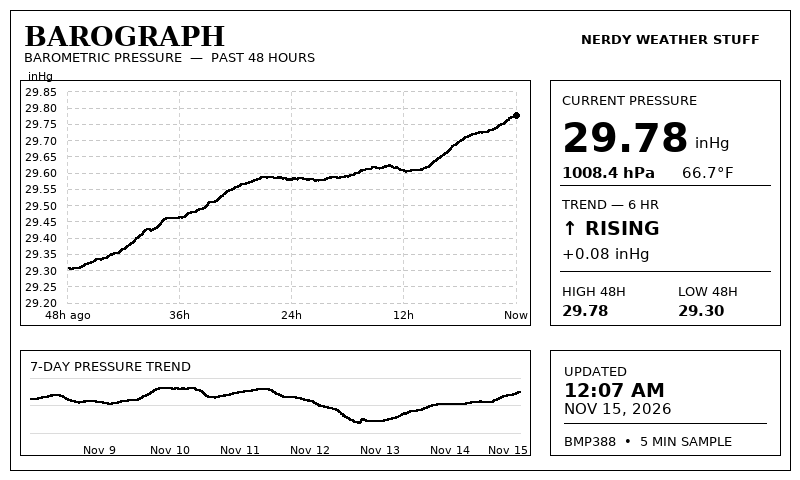 BAROGRAPH
BAROMETRIC PRESSURE — PAST 48 HOURS
NERDY WEATHER STUFF
inHg
29.85
29.80
29.75
29.70
29.65
29.60
29.55
29.50
29.45
29.40
29.35
29.30
29.25
29.20
48h ago 36h 24h 12h Now
CURRENT PRESSURE
29.78 inHg
1008.4 hPa 66.7°F
TREND — 6 HR
↑ RISING
+0.08 inHg
HIGH 48H LOW 48H
29.78 29.30
7-DAY PRESSURE TREND
Nov 9 Nov 10 Nov 11 Nov 12 Nov 13 Nov 14 Nov 15
UPDATED
12:07 AM
NOV 15, 2026
BMP388 • 5 MIN SAMPLE